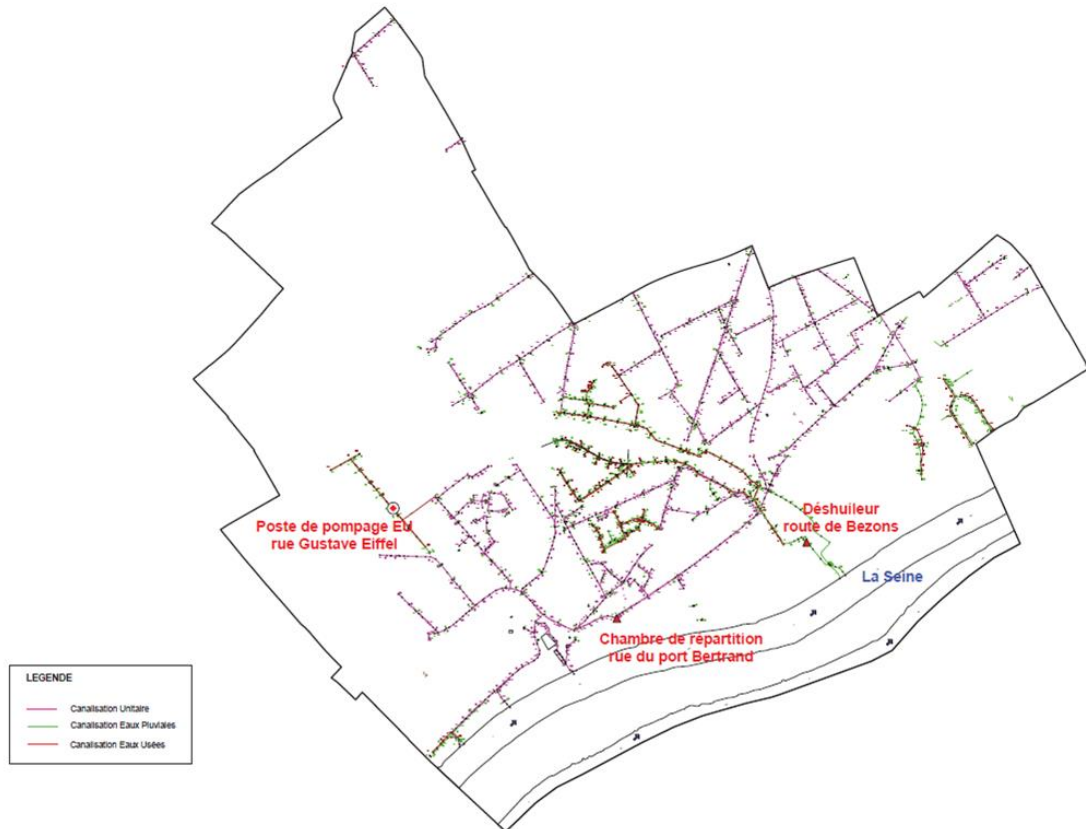 Poste de pompage EU
rue Gustave Eiffel
Déshuileur
route de Bezons
La Seine
Chambre de répartition
rue du port Bertrand
LEGENDE
Canalisation Unitaire
Canalisation Eaux Pluviales
Canalisation Eaux Usées